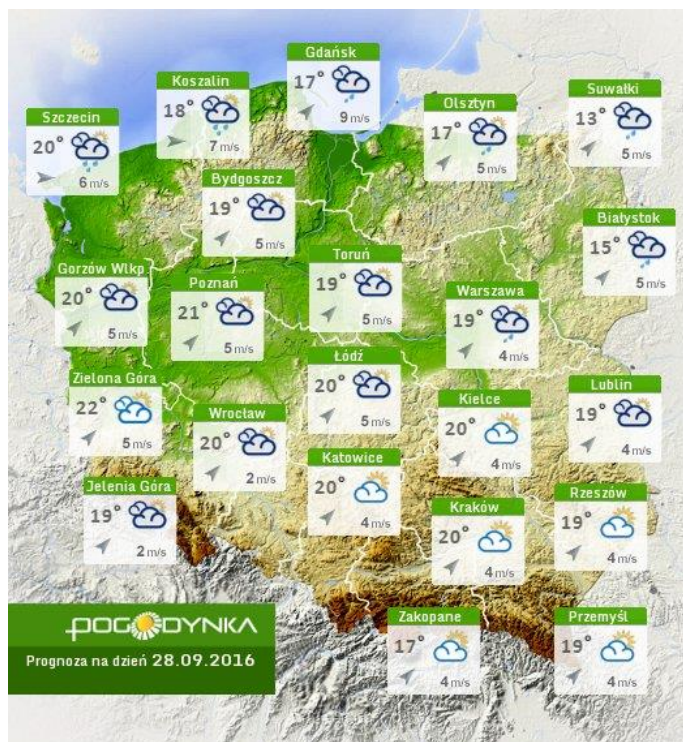 Gdańsk
17°
9 m/s
Koszalin
18°
7 m/s
Suwałki
13°
5 m/s
Olsztyn
17°
5 m/s
Szczecin
20°
6 m/s
Bydgoszcz
19°
5 m/s
Białystok
15°
5 m/s
Toruń
19°
5 m/s
Gorzów Wlkp
20°
5 m/s
Poznań
21°
5 m/s
Warszawa
19°
4 m/s
Łódź
20°
5 m/s
Zielona Góra
22°
5 m/s
Lublin
19°
4 m/s
Kielce
20°
4 m/s
Wrocław
20°
2 m/s
Katowice
20°
4 m/s
Jelenia Góra
19°
2 m/s
Rzeszów
19°
4 m/s
Kraków
20°
4 m/s
Zakopane
17°
4 m/s
Przemyśl
19°
4 m/s
POGODYNKA
Prognoza na dzień 28.09.2016